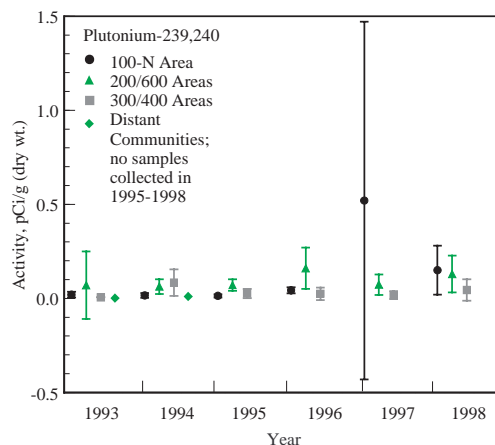 1.5
1.0
0.5
0.0
-0.5
Activity, pCi/g (dry wt.)
Plutonium-239,240
100-N Area
200/600 Areas
300/400 Areas
Distant
Communities;
no samples
collected in
1995-1998
1993 1994 1995 1996 1997 1998
Year